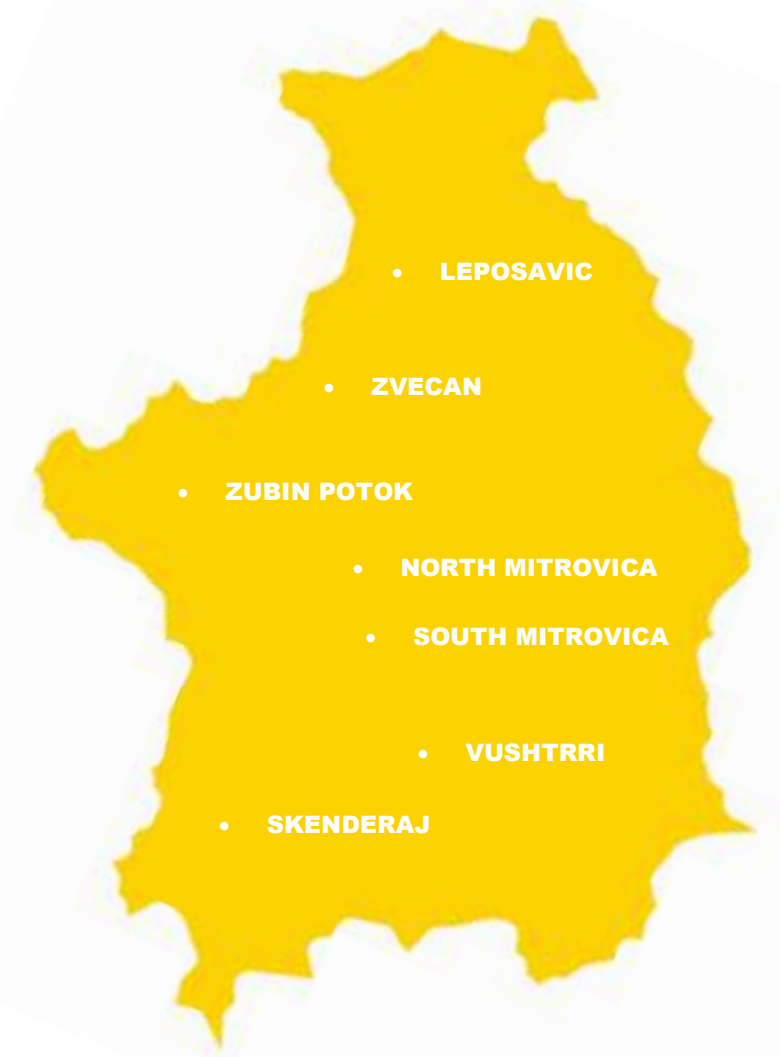 • LEPOSAVIC
• ZVECAN
• ZUBIN POTOK
• NORTH MITROVICA
• SOUTH MITROVICA
• VUSHTRRI
• SKENDERAJ